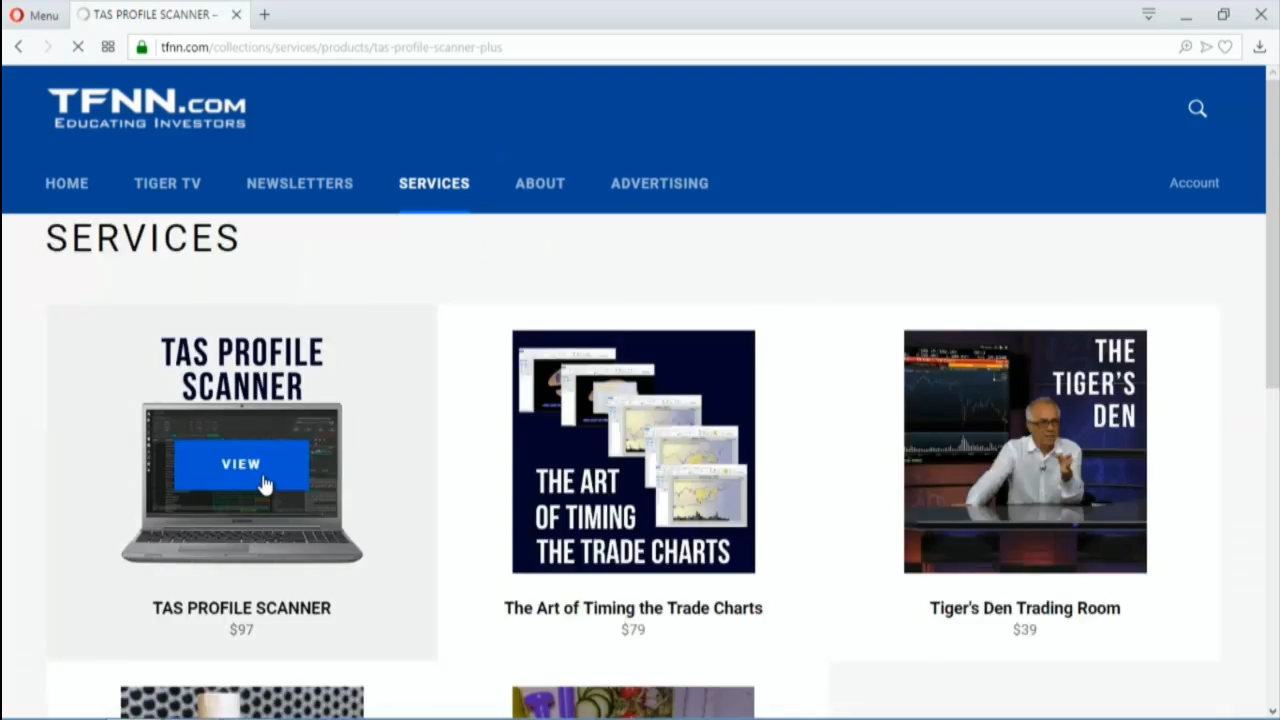 Menu
TAS PROFILE SCANNER –
tfnn.com/collections/services/products/tas-profile-scanner-plus
TFNN.COM
EDUCATING INVESTORS
HOME
TIGER TV
NEWSLETTERS
SERVICES
ABOUT
ADVERTISING
Account
SERVICES
TAS PROFILE
SCANNER
VIEW
THE ART
OF TIMING
THE TRADE CHARTS
THE
TIGER'S
DEN
TAS PROFILE SCANNER
$97
The Art of Timing the Trade Charts
$79
Tiger's Den Trading Room
$39